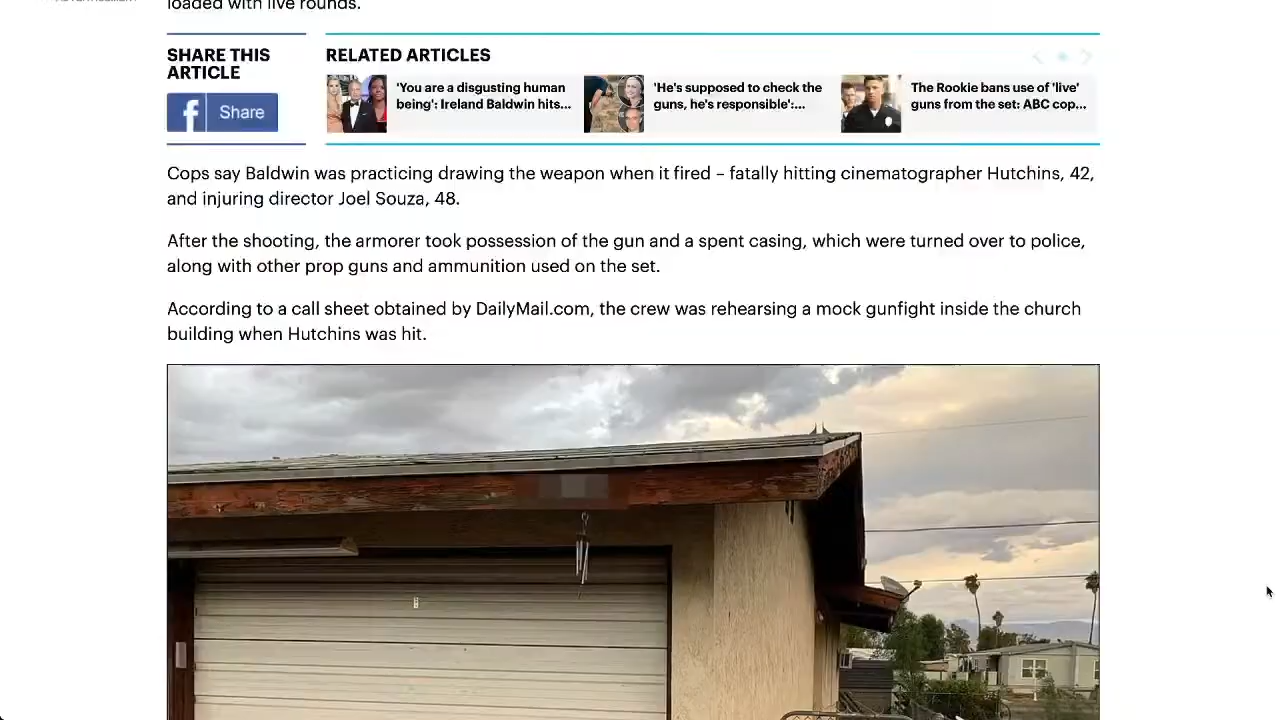 loaded with live rounds.
SHARE THIS
ARTICLE
Share
RELATED ARTICLES
'You are a disgusting human
being': Ireland Baldwin hits...
'He's supposed to check the
guns, he's responsible':...
The Rookie bans use of 'live'
guns from the set: ABC cop...
Cops say Baldwin was practicing drawing the weapon when it fired – fatally hitting cinematographer Hutchins, 42,
and injuring director Joel Souza, 48.
After the shooting, the armorer took possession of the gun and a spent casing, which were turned over to police,
along with other prop guns and ammunition used on the set.
According to a call sheet obtained by DailyMail.com, the crew was rehearsing a mock gunfight inside the church
building when Hutchins was hit.